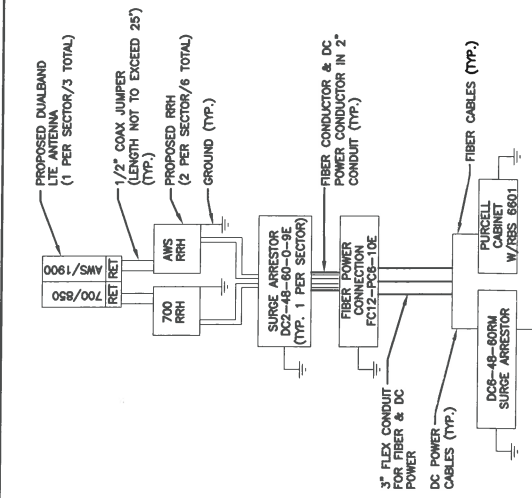 PROPOSED DUALBAND
LTE ANTENNA
(1 PER SECTOR/3 TOTAL)
700/850
AWS/1900
RET
RET
1/2" COAX JUMPER
(LENGTH NOT TO EXCEED 25')
(TYP.)
PROPOSED RRH
(2 PER SECTOR/6 TOTAL)
GROUND (TYP.)
700
RRH
AWS
RRH
SURGE ARRESTOR
DC2-48-60-0-9E
(TYP. 1 PER SECTOR)
FIBER CONDUCTOR & DC
POWER CONDUCTOR IN 2"
CONDUIT (TYP.)
FIBER POWER
CONNECTION
FC12-PC6-10E
3" FLEX CONDUIT
FOR FIBER & DC
POWER
FIBER CABLES (TYP.)
DC POWER
CABLES (TYP.)
DC6-48-60RM
SURGE ARRESTOR
PURCELL
CABINET
W/RBS 6601